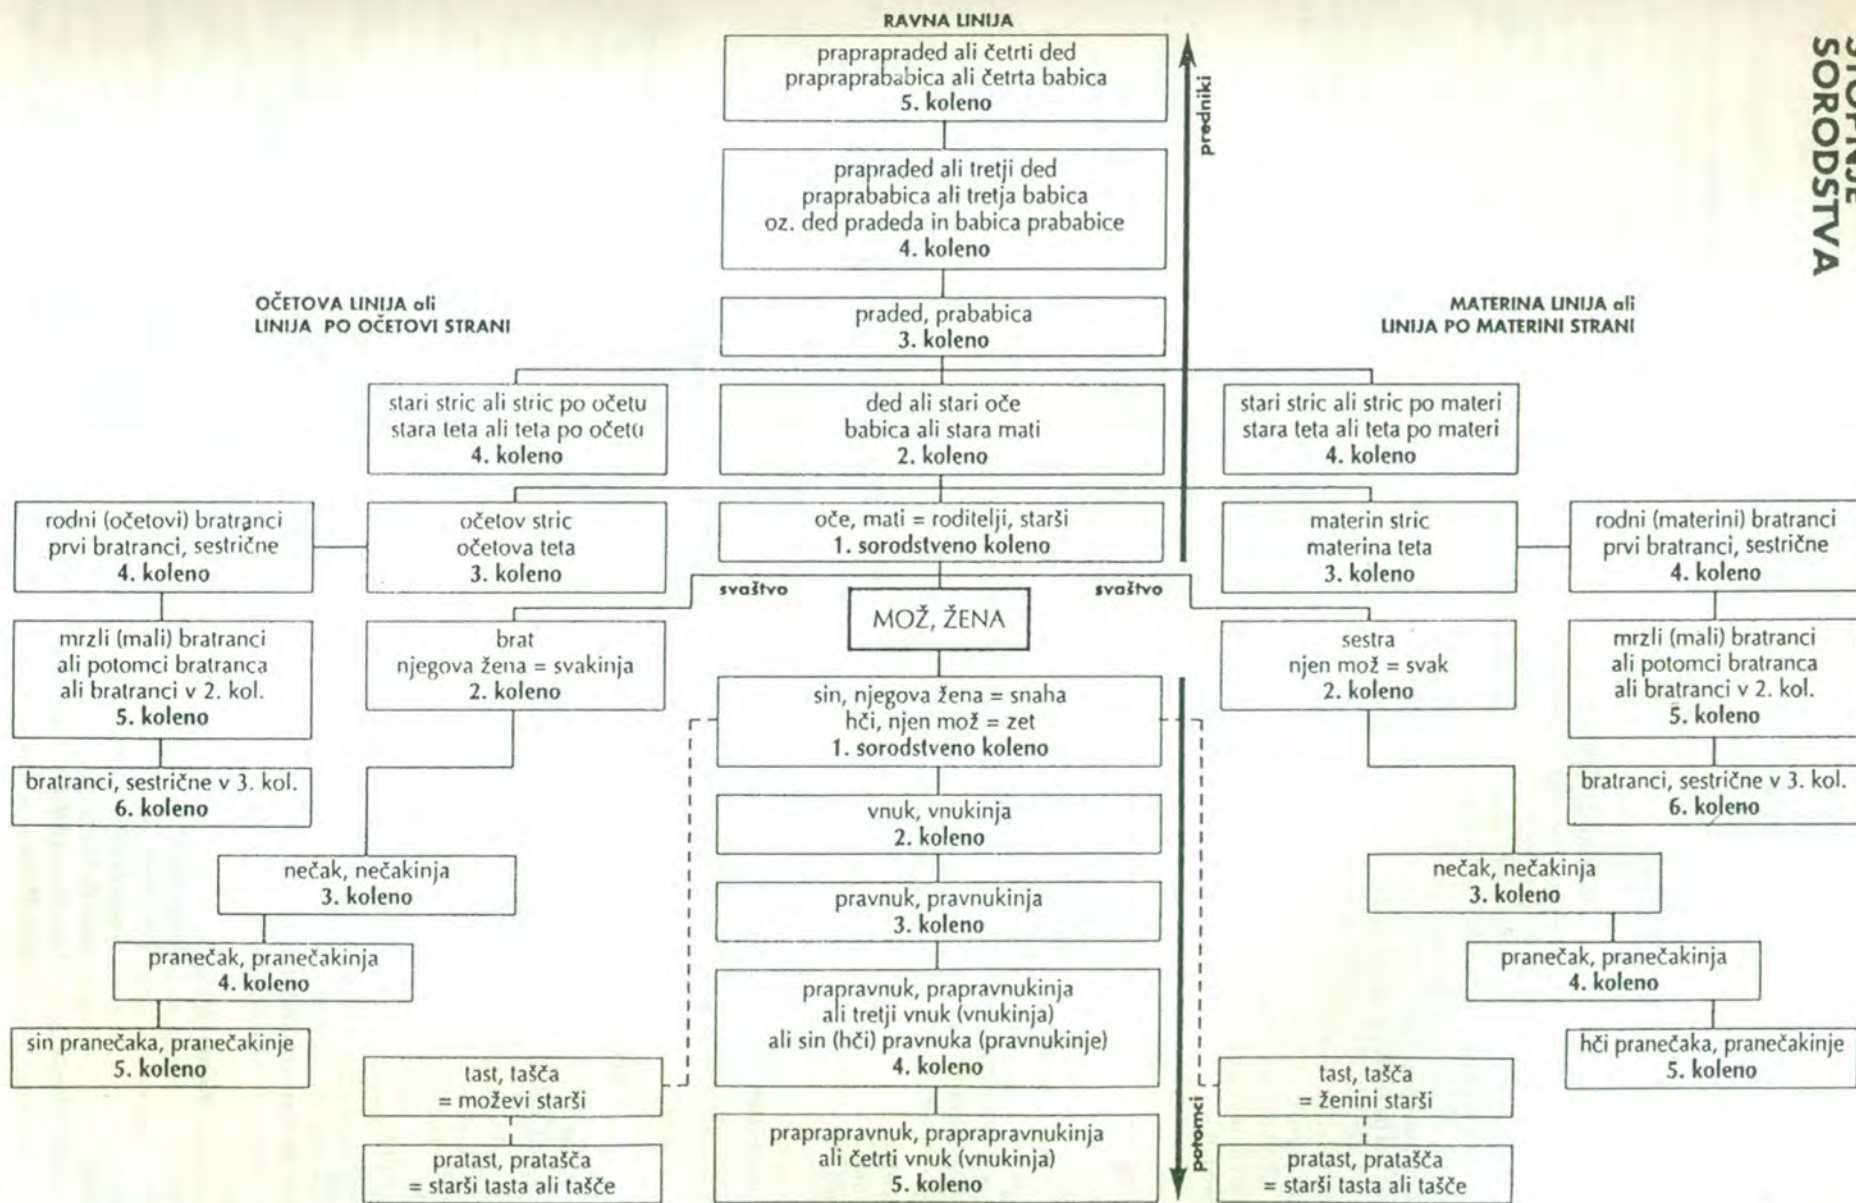 STOPNJE
SORODSTVA
RAVNA LINIJA
praprapraded ali četrti ded
prapraprababica ali četrta babica
5. koleno
predniki
prapraded ali tretji ded
praprababica ali tretja babica
oz. ded pradeda in babica prababice
4. koleno
OČETOVA LINIJA ali
LINIJA PO OČETOVI STRANI
praded, prababica
3. koleno
MATERINA LINIJA ali
LINIJA PO MATERINI STRANI
stari stric ali stric po očetu
stara teta ali teta po očetu
4. koleno
ded ali stari oče
babica ali stara mati
2. koleno
stari stric ali stric po materi
stara teta ali teta po materi
4. koleno
rodni (očetovi) bratranci
prvi bratranci, sestrične
4. koleno
očetov stric
očetova teta
3. koleno
oče, mati = roditelji, starši
1. sorodstveno koleno
materin stric
materina teta
3. koleno
rodni (materini) bratranci
prvi bratranci, sestrične
4. koleno
svaštvo
svaštvo
MOŽ, ŽENA
mrzli (mali) bratranci
ali potomci bratranca
ali bratranci v 2. kol.
5. koleno
brat
njegova žena = svakinja
2. koleno
sestra
njen mož = svak
2. koleno
mrzli (mali) bratranci
ali potomci bratranca
ali bratranci v 2. kol.
5. koleno
sin, njegova žena = snaha
hči, njen mož = zet
1. sorodstveno koleno
bratranci, sestrične v 3. kol.
6. koleno
vnuk, vnukinja
2. koleno
bratranci, sestrične v 3. kol.
6. koleno
nečak, nečakinja
3. koleno
pravnuk, pravnukinja
3. koleno
nečak, nečakinja
3. koleno
pranečak, pranečakinja
4. koleno
prapravnuk, prapravnukinja
ali tretji vnuk (vnukinja)
ali sin (hči) pravnuka (pravnukinje)
4. koleno
pranečak, pranečakinja
4. koleno
sin pranečaka, pranečakinje
5. koleno
hči pranečaka, pranečakinje
5. koleno
tast, tašča
= moževi starši
tast, tašča
= ženini starši
potomci
praprapravnuk, praprapravnukinja
ali četrti vnuk (vnukinja)
5. koleno
pratast, pratašča
= starši tasta ali tašče
pratast, pratašča
= starši tasta ali tašče